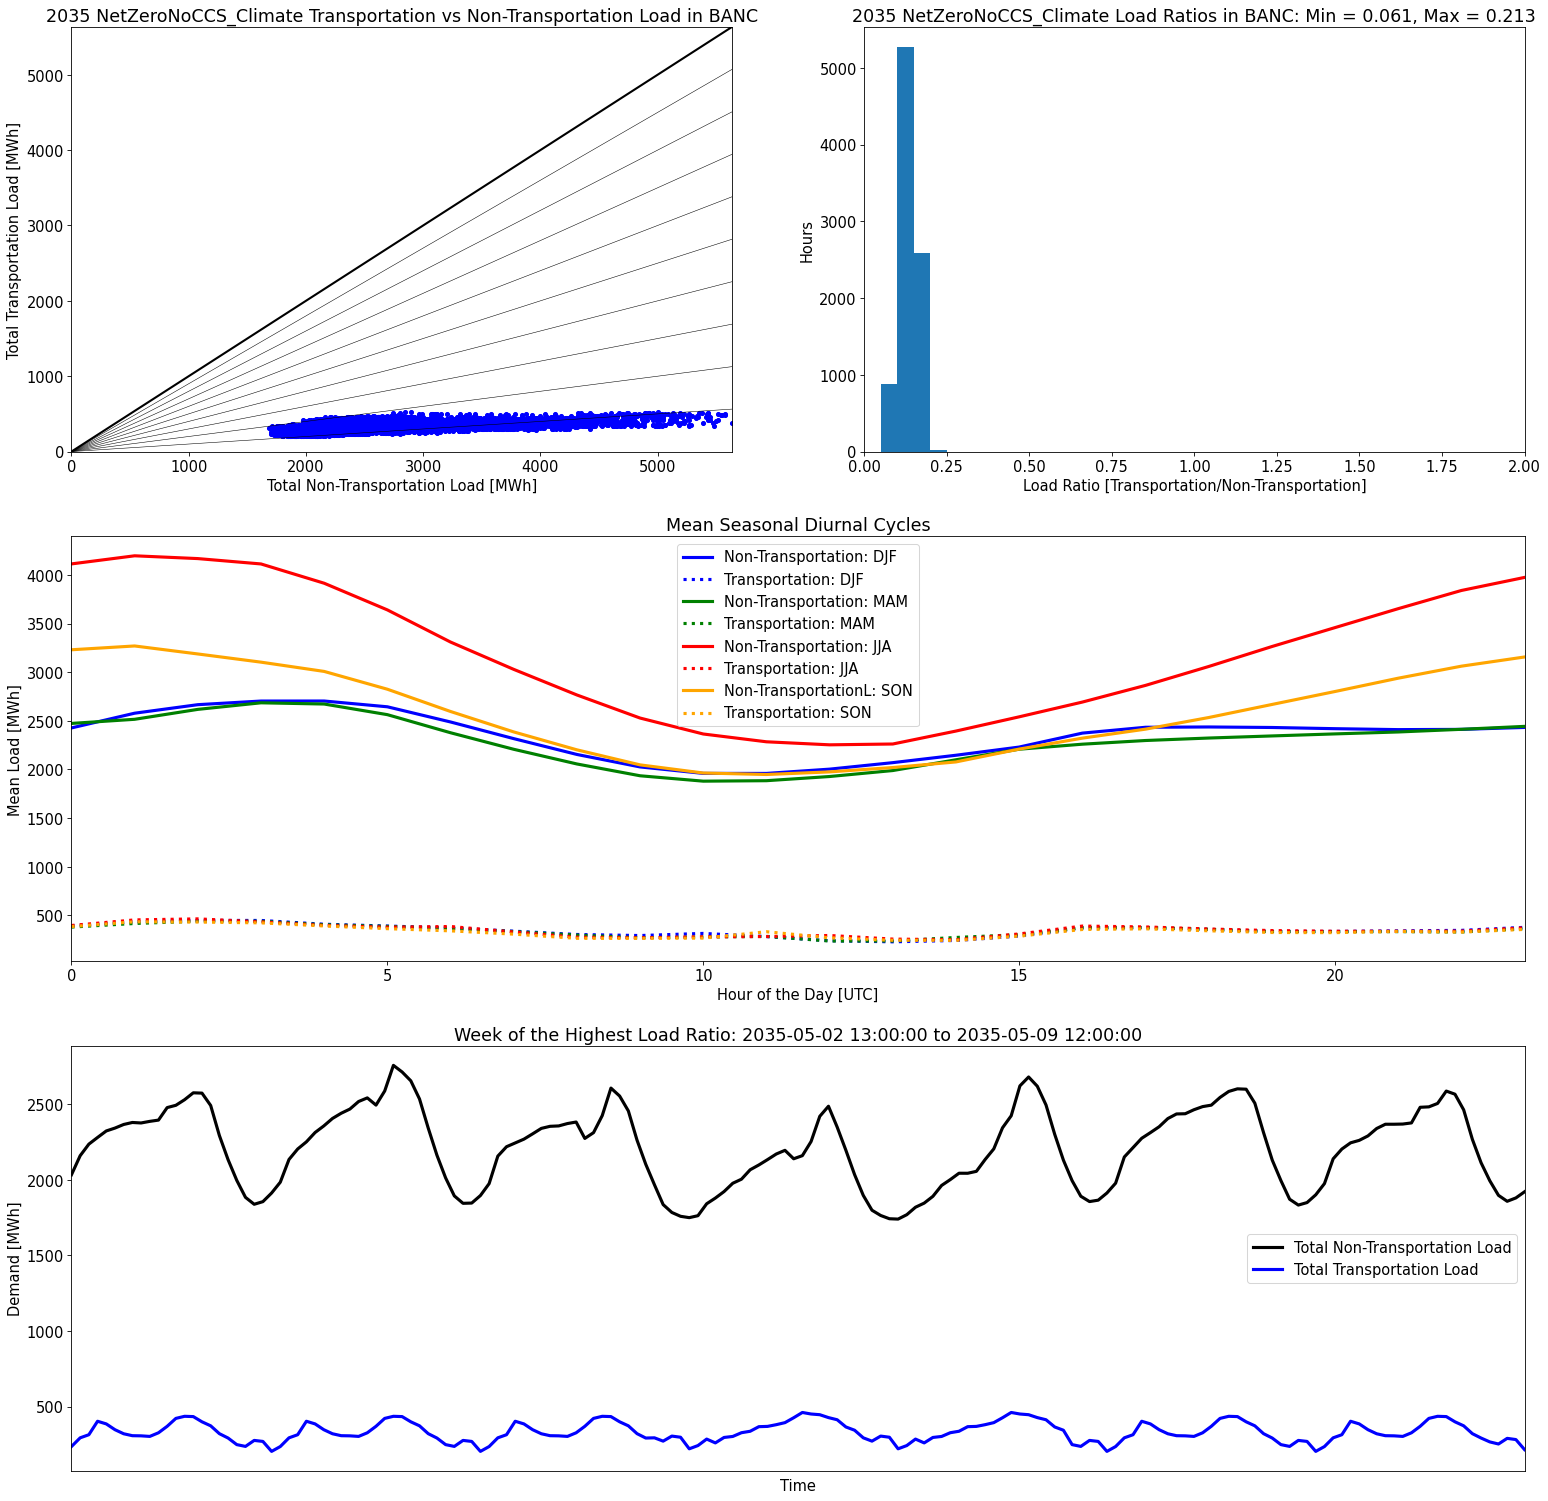 2035 NetZeroNoCCS_Climate Transportation vs Non-Transportation Load in BANC
Total Transportation Load [MWh]
5000
4000
3000
2000
1000
0
0 1000 2000 3000 4000 5000
Total Non-Transportation Load [MWh]
2035 NetZeroNoCCS_Climate Load Ratios in BANC: Min = 0.061, Max = 0.213
Hours
5000
4000
3000
2000
1000
0
0.00 0.25 0.50 0.75 1.00 1.25 1.50 1.75 2.00
Load Ratio [Transportation/Non-Transportation]
Mean Seasonal Diurnal Cycles
Mean Load [MWh]
4000
3500
3000
2500
2000
1500
1000
500
Non-Transportation: DJF
Transportation: DJF
Non-Transportation: MAM
Transportation: MAM
Non-Transportation: JJA
Transportation: JJA
Non-TransportationL: SON
Transportation: SON
0 5 10 15 20
Hour of the Day [UTC]
Week of the Highest Load Ratio: 2035-05-02 13:00:00 to 2035-05-09 12:00:00
Demand [MWh]
2500
2000
1500
1000
500
Total Non-Transportation Load
Total Transportation Load
Time